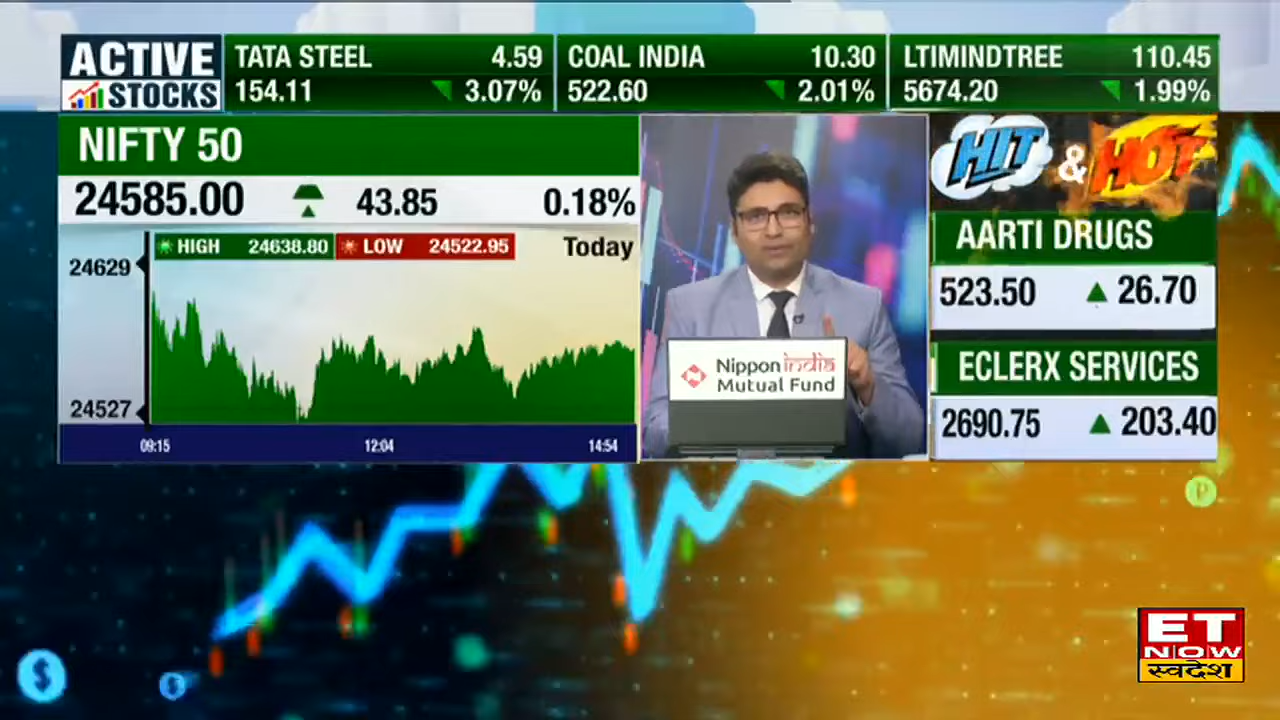 ACTIVE
STOCKS
TATA STEEL 4.59
154.11 3.07%
COAL INDIA 10.30
522.60 2.01%
LTIMINDTREE 110.45
5674.20 1.99%
NIFTY 50
24585.00 43.85 0.18%
HIGH 24638.80 LOW 24522.95 Today
24629
24527
09:15 12:04 14:54
Nippon india
Mutual Fund
HIT & HOT
AARTI DRUGS
523.50 26.70
ECLERX SERVICES
2690.75 203.40
P
$
$
ET
NOW
स्वदेश